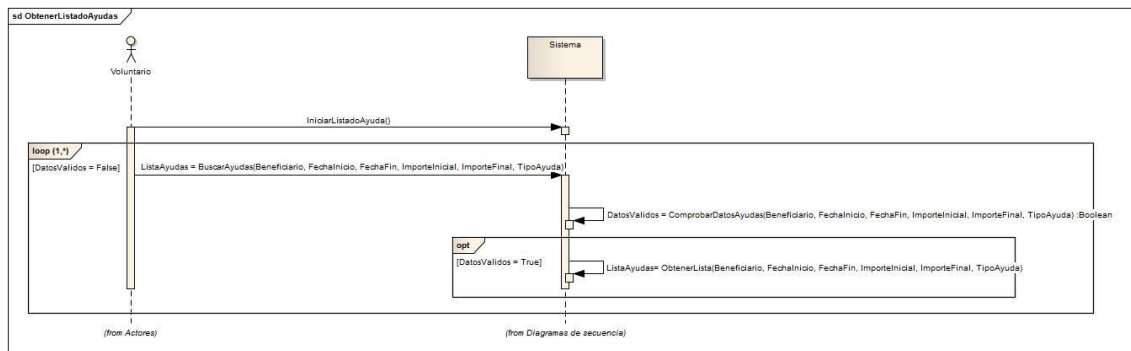 sd ObtenerListadoAyudas
Voluntario
Sistema
IniciarListadoAyuda()
loop (1,*)
[DatosValidos = False]
ListaAyudas = BuscarAyudas(Beneficiario, FechaInicio, FechaFin, ImporteInicial, ImporteFinal, TipoAyuda)
DatosValidos = ComprobarDatosAyudas(Beneficiario, FechaInicio, FechaFin, ImporteInicial, ImporteFinal, TipoAyuda) :Boolean
opt
[DatosValidos = True]
ListaAyudas= ObtenerLista(Beneficiario, FechaInicio, FechaFin, ImporteInicial, ImporteFinal, TipoAyuda)
(from Actores)
(from Diagramas de secuencia)